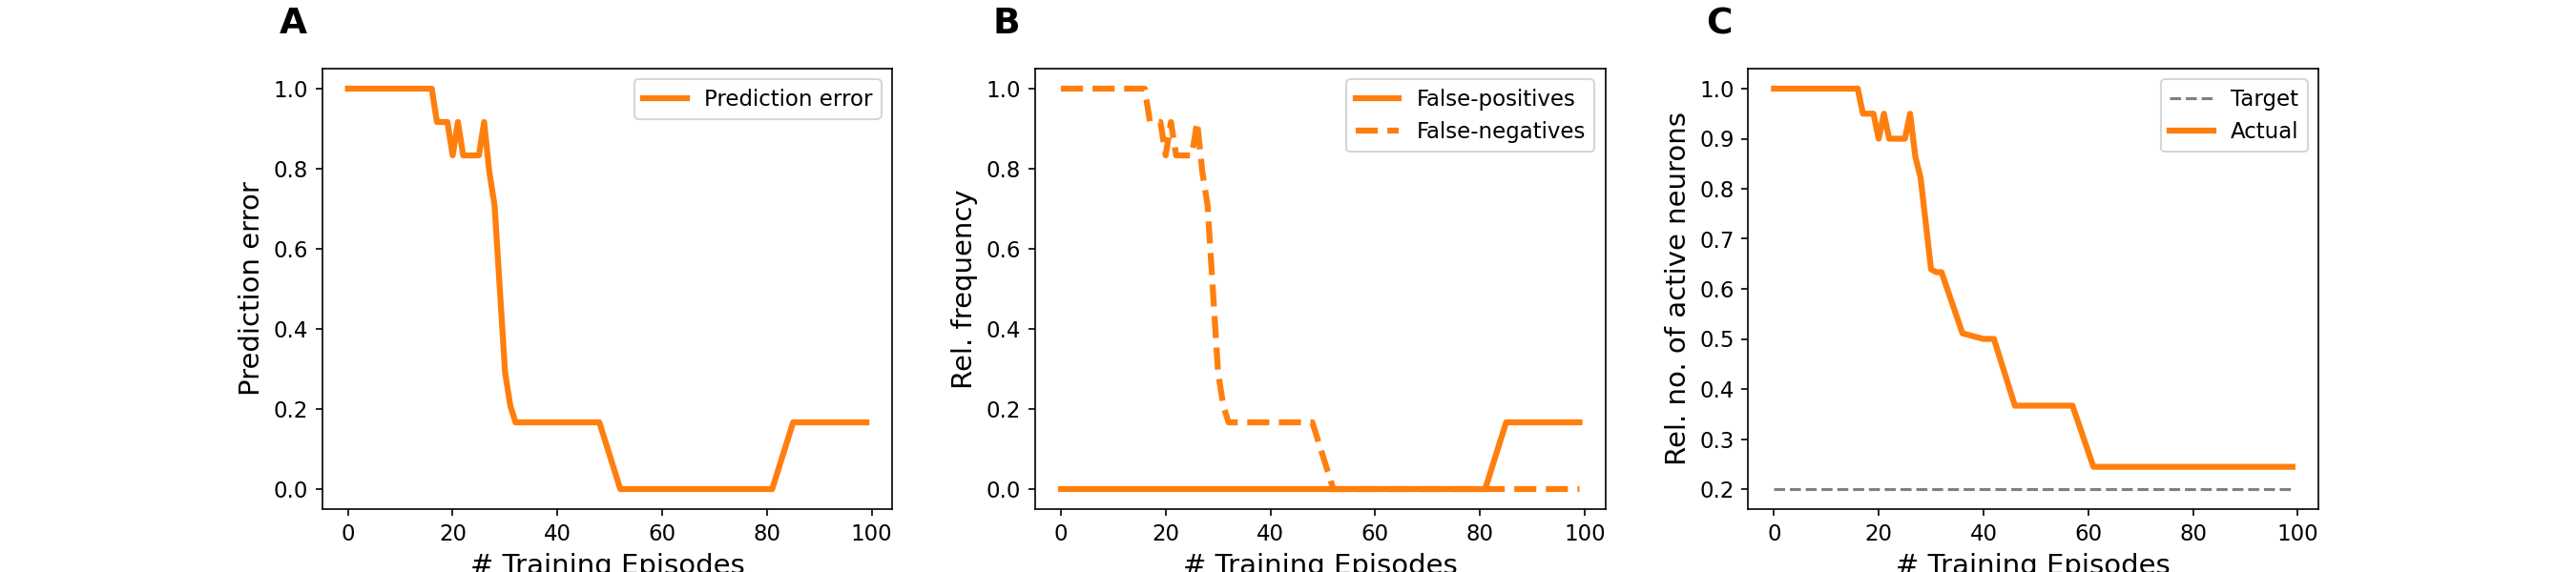 A
B
C
Prediction error
1.0
0.8
0.6
0.4
0.2
0.0
Prediction error
0
20
40
60
80
100
# Training Episodes
Rel. frequency
1.0
0.8
0.6
0.4
0.2
0.0
False-positives
False-negatives
0
20
40
60
80
100
# Training Episodes
Rel. no. of active neurons
1.0
0.9
0.8
0.7
0.6
0.5
0.4
0.3
0.2
Target
Actual
0
20
40
60
80
100
# Training Episodes